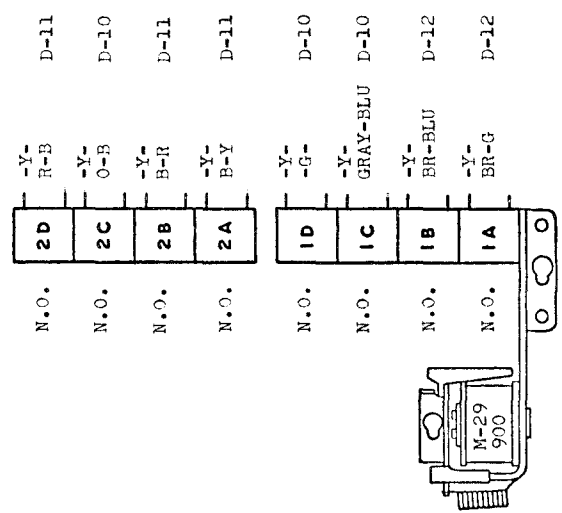 D-11
D-10
D-11
D-11
D-10
D-10
D-12
D-12
-Y-
R-B
-Y-
O-B
-Y-
B-R
-Y-
B-Y
-Y-
-G-
-Y-
GRAY-BLU
-Y-
BR-BLU
-Y-
BR-G
2D
2C
2B
2A
1D
1C
1B
1A
N.O.
N.O.
N.O.
N.O.
N.O.
N.O.
N.O.
N.O.
M-29
900